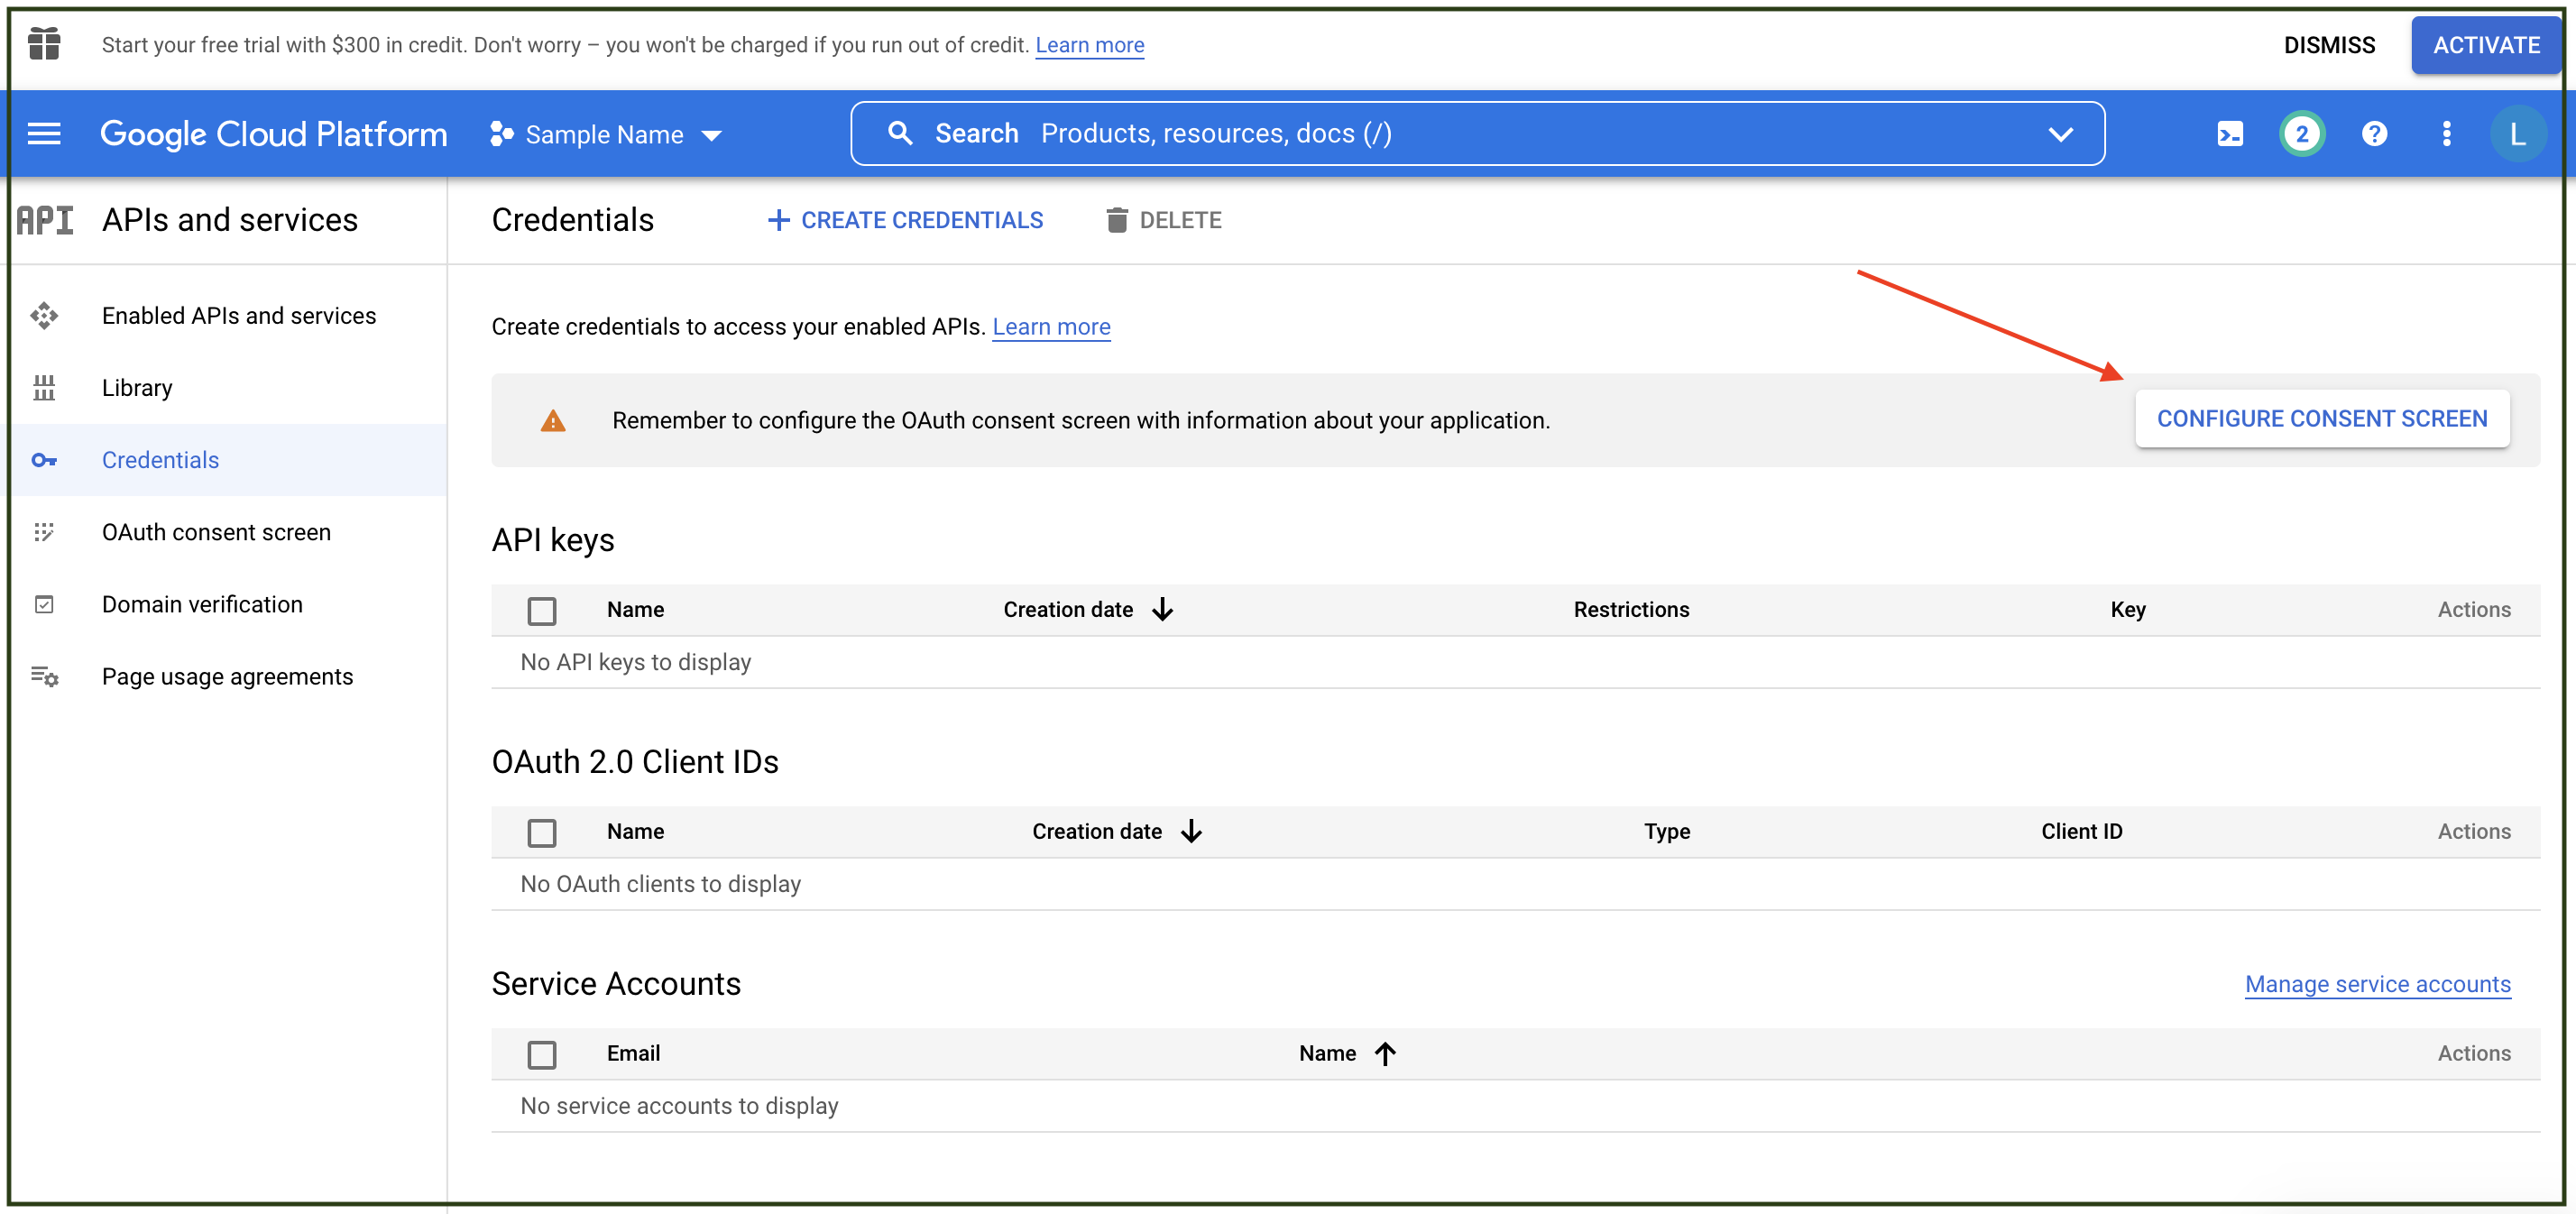 Start your free trial with $300 in credit. Don't worry – you won't be charged if you run out of credit. Learn more
DISMISS
ACTIVATE
Google Cloud Platform
Sample Name
Search Products, resources, docs (/)
2
?
L
API
APIs and services
Credentials
+ CREATE CREDENTIALS
DELETE
Enabled APIs and services
Library
Credentials
OAuth consent screen
Domain verification
Page usage agreements
Create credentials to access your enabled APIs. Learn more
Remember to configure the OAuth consent screen with information about your application.
CONFIGURE CONSENT SCREEN
API keys
Name Creation date Restrictions Key Actions
No API keys to display
OAuth 2.0 Client IDs
Name Creation date Type Client ID Actions
No OAuth clients to display
Service Accounts
Manage service accounts
Email Name Actions
No service accounts to display